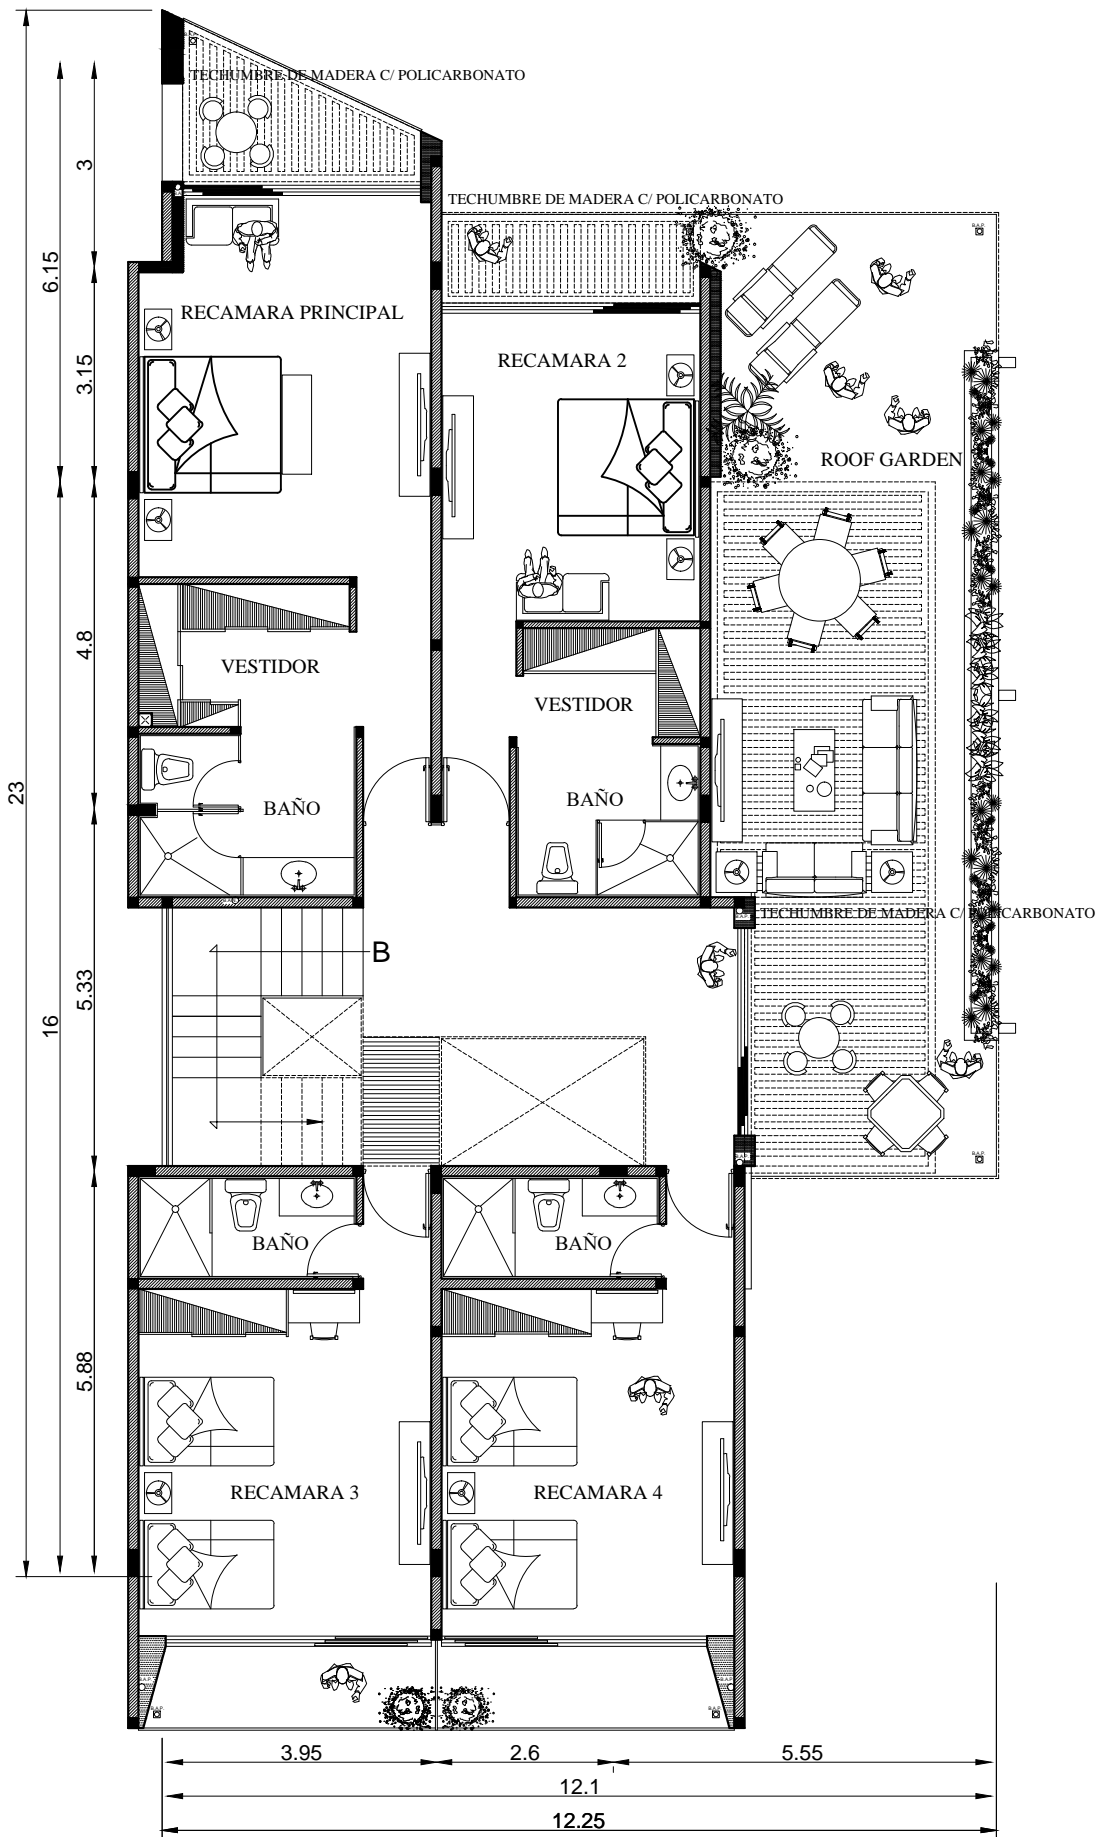 TECHUMBRE DE MADERA C/ POLICARBONATO
3
TECHUMBRE DE MADERA C/ POLICARBONATO
B.A.P.
6.15
RECAMARA PRINCIPAL
3.15
RECAMARA 2
ROOF GARDEN
4.8
VESTIDOR
VESTIDOR
23
BAÑO
BAÑO
TECHUMBRE DE MADERA C/ POLICARBONATO
B
5.33
16
B.A.P.
BAÑO
BAÑO
5.88
RECAMARA 3
RECAMARA 4
B.A.P.
B.A.P.
B.A.P.
B.A.P.
3.95
2.6
5.55
12.1
12.25